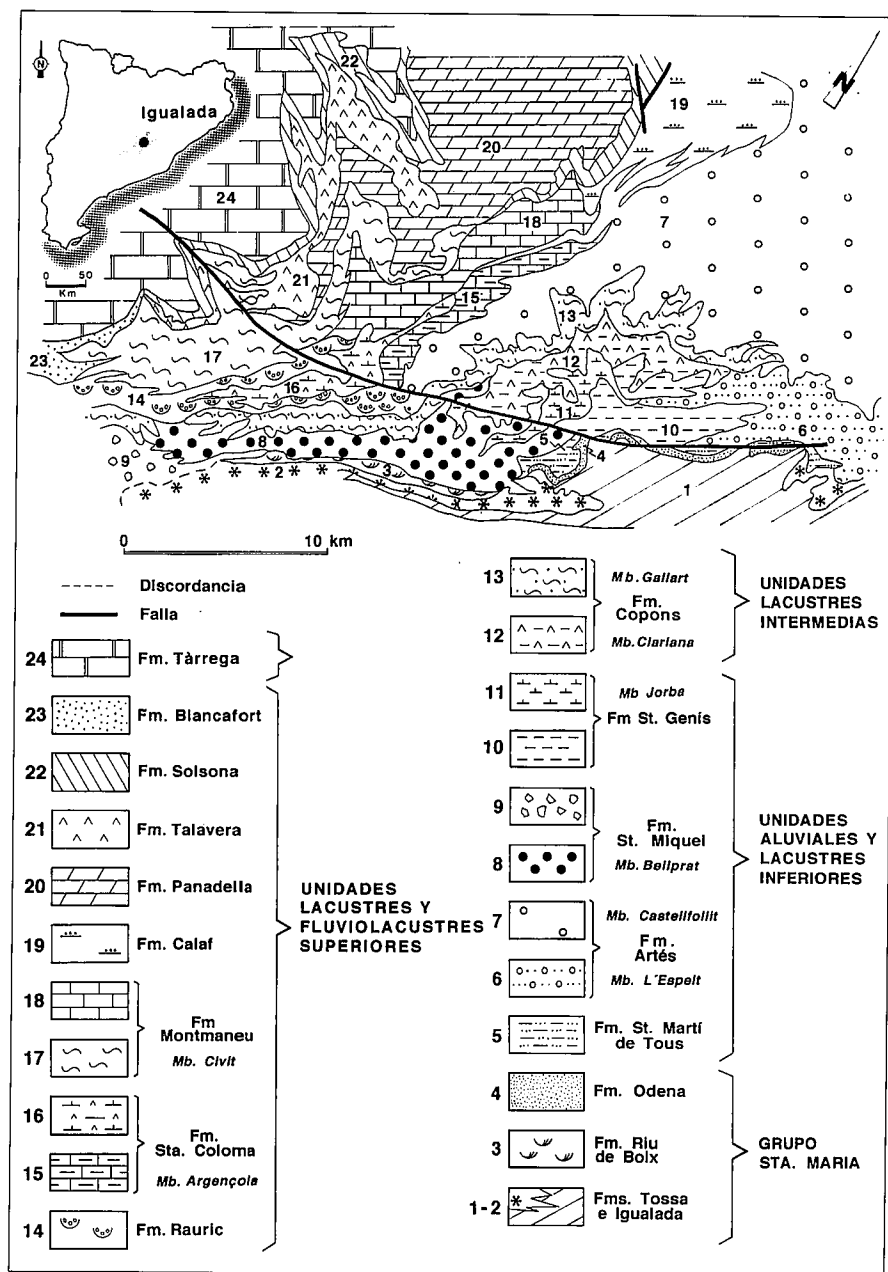 N
Igualada
0 50
Km
N
22
19
20
24
18
7
21
15
13
17
12
23
16
14
11
10
6
5
8
4
9
2
3
1
0 10 km
Discordancia
Falla
24 Fm. Tàrrega
23 Fm. Blancafort
22 Fm. Solsona
21 Fm. Talavera
20 Fm. Panadella
19 Fm. Calaf
18
Fm
Montmaneu
17 Mb. Civit
16
Fm.
Sta. Coloma
15 Mb. Argençola
14 Fm. Rauric
UNIDADES
LACUSTRES Y
FLUVIOLACUSTRES
SUPERIORES
13 Mb. Gallart
Fm.
Copons
12 Mb. Clariana
UNIDADES
LACUSTRES
INTERMEDIAS
11 Mb Jorba
Fm St. Genís
10
9
Fm.
St. Miquel
8 Mb. Bellprat
7 Mb. Castellfollit
Fm.
Artés
6 Mb. L'Espelt
5 Fm. St. Martí
de Tous
UNIDADES
ALUVIALES Y
LACUSTRES
INFERIORES
4 Fm. Odena
3 Fm. Riu
de Boix
1-2 Fms. Tossa
e Igualada
GRUPO
STA. MARIA